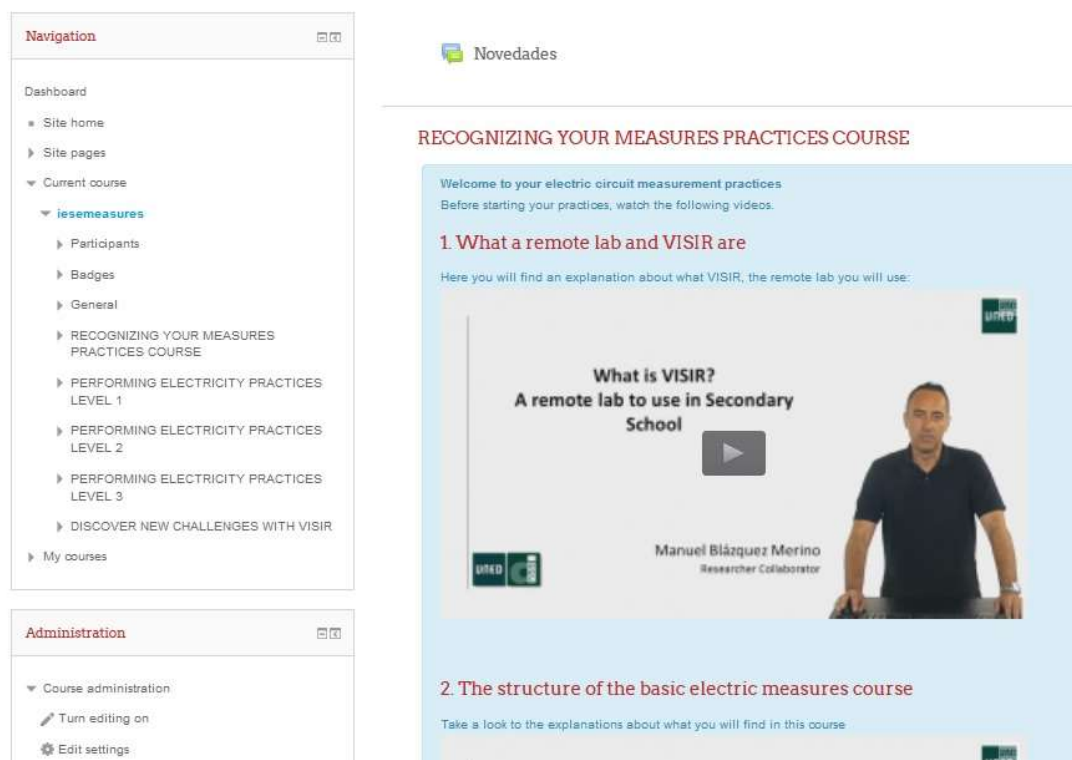 Navigation
Dashboard
Site home
Site pages
Current course
iesemeasures
Participants
Badges
General
RECOGNIZING YOUR MEASURES
PRACTICES COURSE
PERFORMING ELECTRICITY PRACTICES
LEVEL 1
PERFORMING ELECTRICITY PRACTICES
LEVEL 2
PERFORMING ELECTRICITY PRACTICES
LEVEL 3
DISCOVER NEW CHALLENGES WITH VISIR
My courses
Administration
Course administration
Turn editing on
Edit settings
Novedades
RECOGNIZING YOUR MEASURES PRACTICES COURSE
Welcome to your electric circuit measurement practices
Before starting your practices, watch the following videos.
1. What a remote lab and VISIR are
Here you will find an explanation about what VISIR, the remote lab you will use:
UNED
What is VISIR?
A remote lab to use in Secondary
School
Manuel Blázquez Merino
Researcher Collaborator
UNED
2. The structure of the basic electric measures course
Take a look to the explanations about what you will find in this course